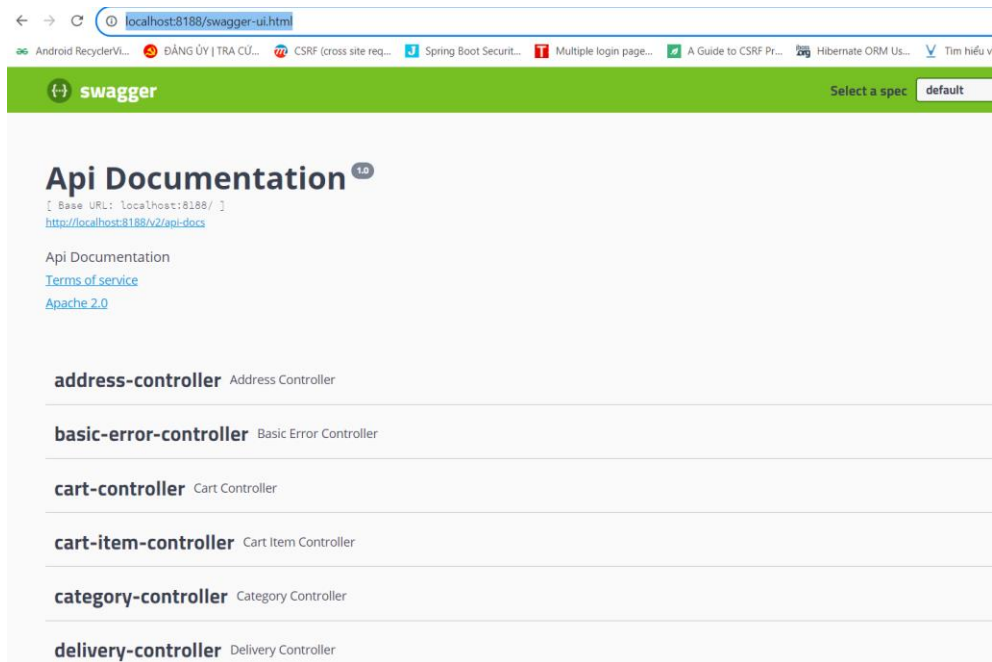 localhost:8188/swagger-ui.html
Android RecyclerVi... ĐẢNG ỦY | TRA CỨ... CSRF (cross site req... Spring Boot Securit... Multiple login page... A Guide to CSRF Pr... Hibernate ORM Us... Tìm hiểu v
swagger Select a spec default
Api Documentation 1.0
[ Base URL: localhost:8188/ ]
http://localhost:8188/v2/api-docs
Api Documentation
Terms of service
Apache 2.0
address-controller Address Controller
basic-error-controller Basic Error Controller
cart-controller Cart Controller
cart-item-controller Cart Item Controller
category-controller Category Controller
delivery-controller Delivery Controller